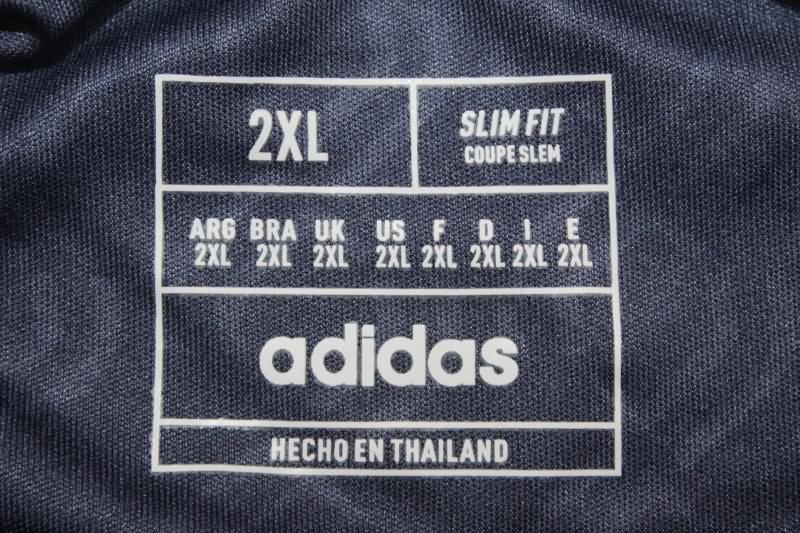 2XL
SLIM FIT
COUPE SLEM
ARG BRA UK US F D I E
2XL 2XL 2XL 2XL 2XL 2XL 2XL 2XL
adidas
HECHO EN THAILAND